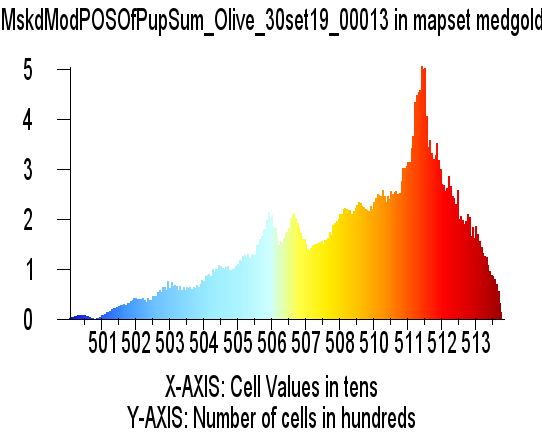 MskdModPOSOfPupSum_Olive_30set19_00013 in mapset medgold
5
4
3
2
1
0
501 502 503 504 505 506 507 508 510 511 512 513
X-AXIS: Cell Values in tens
Y-AXIS: Number of cells in hundreds